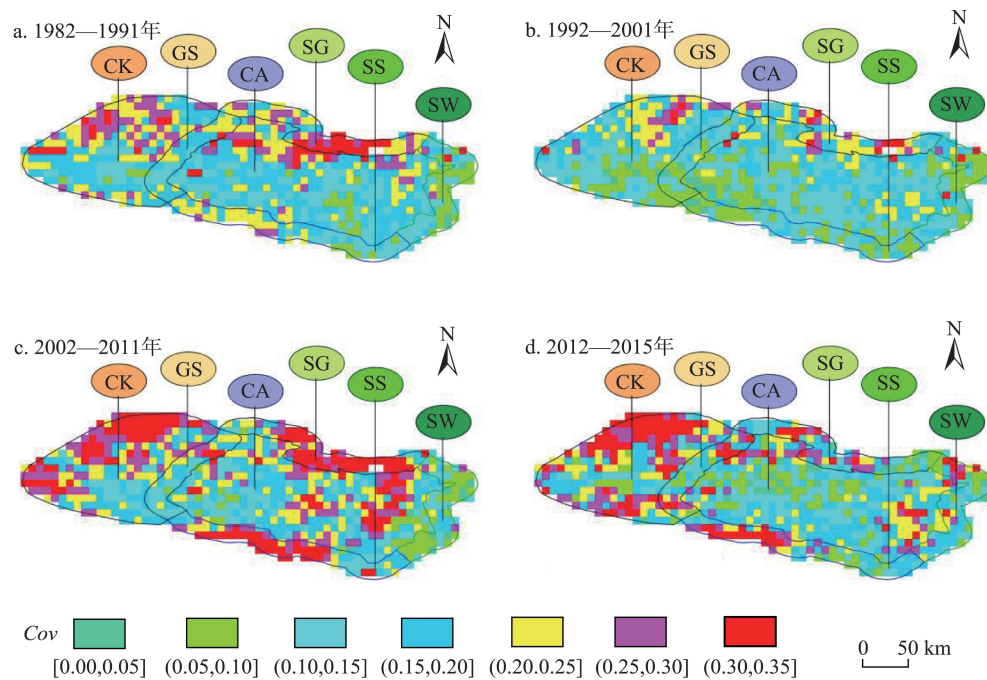 a. 1982—1991年
CK
GS
CA
SG
SS
SW
N
b. 1992—2001年
CK
GS
CA
SG
SS
SW
N
c. 2002—2011年
CK
GS
CA
SG
SS
SW
N
d. 2012—2015年
CK
GS
CA
SG
SS
SW
N
Cov
[0.00,0.05] (0.05,0.10] (0.10,0.15] (0.15,0.20] (0.20.0.25] (0.25,0.30] (0.30,0.35]
0 50 km